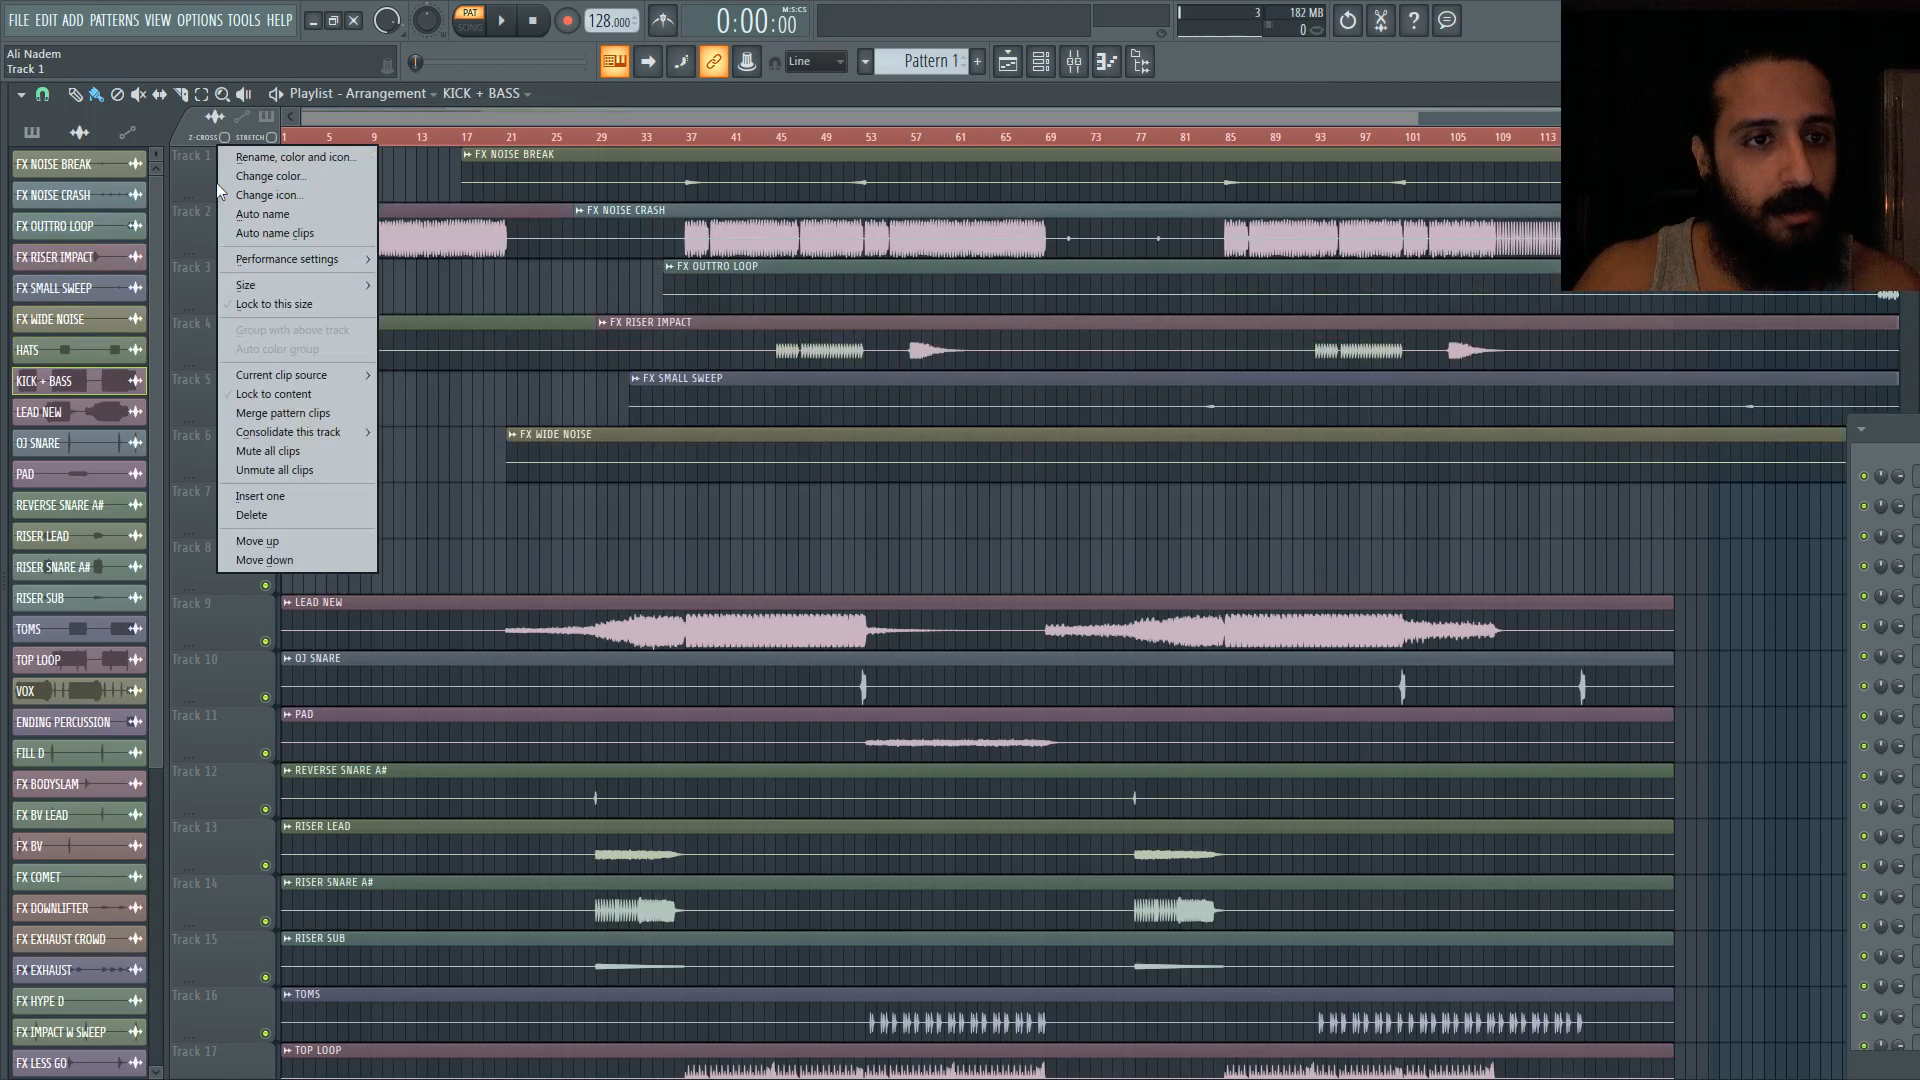 FILE EDIT ADD PATTERNS VIEW OPTIONS TOOLS HELP
PAT
SONG
128.000
0:00:00
M:S:CS
3
182 MB
0
Ali Nadem
Track 1
Line
Pattern 1
Playlist - Arrangement
KICK + BASS
Z-CROSS
STRETCH
1 5 9 13 17 21 25 29 33 37 41 45 49 53 57 61 65 69 73 77 81 85 89 93 97 101 105 109 113
FX NOISE BREAK
FX NOISE CRASH
FX OUTTRO LOOP
FX RISER IMPACT
FX SMALL SWEEP
FX WIDE NOISE
HATS
KICK + BASS
LEAD NEW
OJ SNARE
PAD
REVERSE SNARE A#
RISER LEAD
RISER SNARE A#
RISER SUB
TOMS
TOP LOOP
VOX
ENDING PERCUSSION
FILL D
FX BODYSLAM
FX BV LEAD
FX BV
FX COMET
FX DOWNLIFTER
FX EXHAUST CROWD
FX EXHAUST
FX HYPE D
FX IMPACT W SWEEP
FX LESS GO
Rename, color and icon...
Change color...
Change icon...
Auto name
Auto name clips
Performance settings
Size
Lock to this size
Group with above track
Auto color group
Current clip source
Lock to content
Merge pattern clips
Consolidate this track
Mute all clips
Unmute all clips
Insert one
Delete
Move up
Move down
Track 1
FX NOISE BREAK
Track 2
FX NOISE CRASH
Track 3
FX OUTTRO LOOP
Track 4
FX RISER IMPACT
Track 5
FX SMALL SWEEP
Track 6
FX WIDE NOISE
Track 7
Track 8
Track 9
LEAD NEW
Track 10
OJ SNARE
Track 11
PAD
Track 12
REVERSE SNARE A#
Track 13
RISER LEAD
Track 14
RISER SNARE A#
Track 15
RISER SUB
Track 16
TOMS
Track 17
TOP LOOP